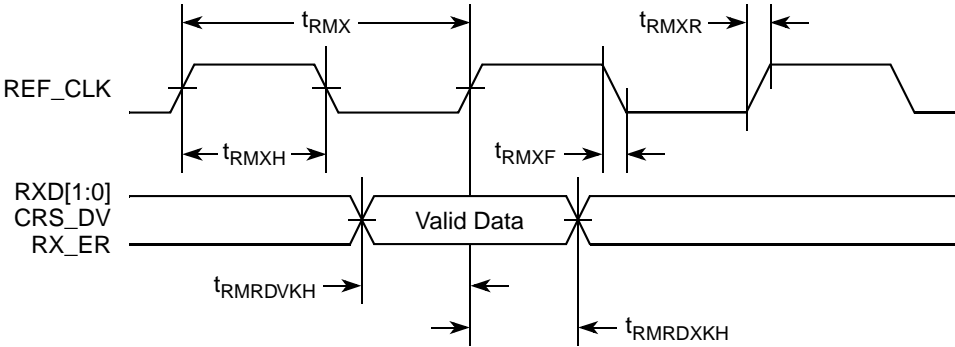 tRMX
tRMXR
REF_CLK
tRMXH
tRMXF
RXD[1:0]
CRS_DV
RX_ER
Valid Data
tRMRDVKH
tRMRDXKH